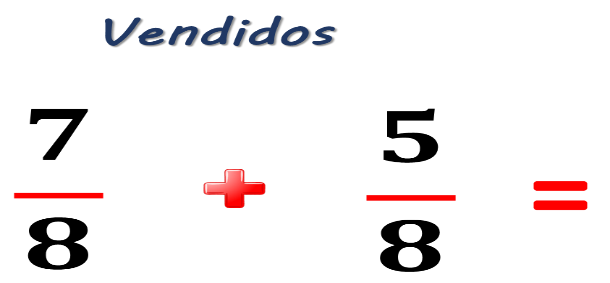 Vendidos
7/8 + 5/8 =